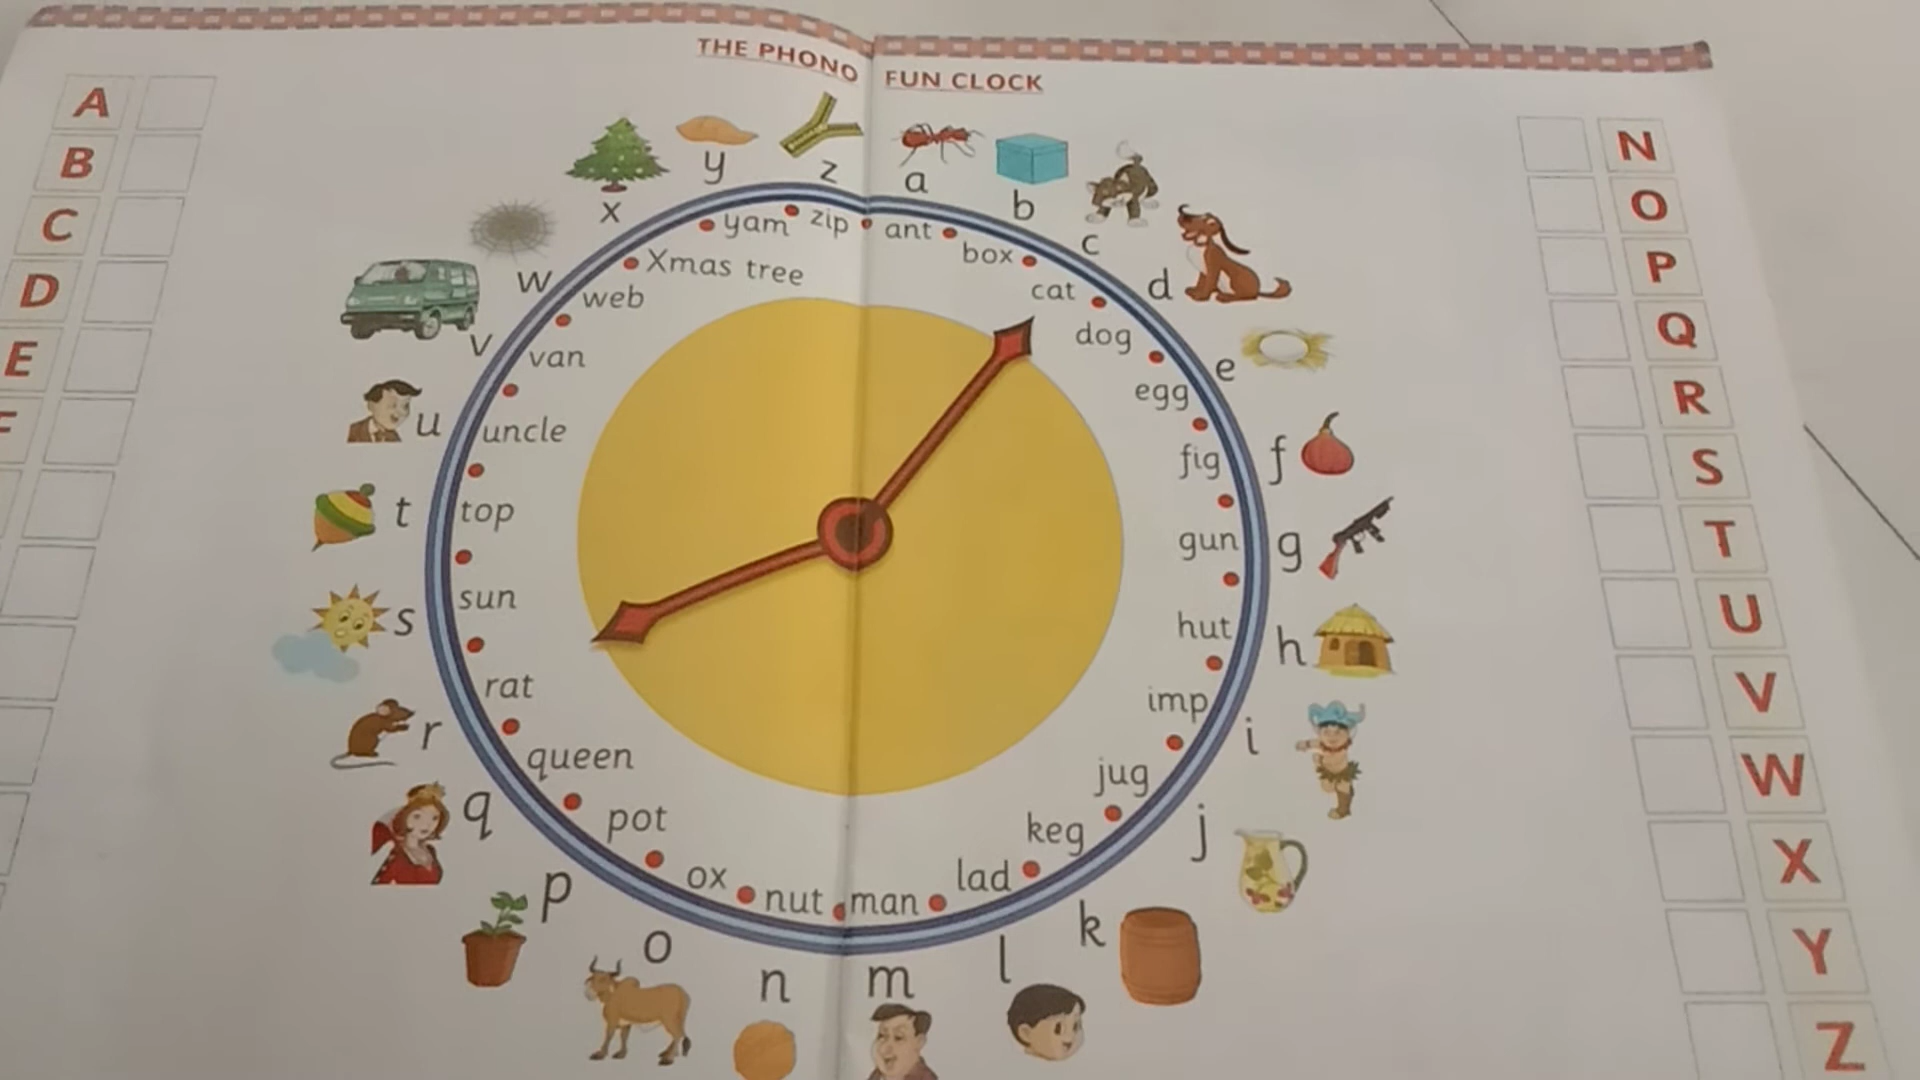 THE PHONO FUN CLOCK
A
B
C
D
E
F
a
b
c
d
e
f
g
h
i
j
k
l
m
n
o
p
q
r
s
t
u
v
w
x
y
z
ant
box
cat
dog
egg
fig
gun
hut
imp
jug
keg
lad
man
nut
ox
pot
queen
rat
sun
top
uncle
van
web
Xmas tree
yam
zip
N
O
P
Q
R
S
T
U
V
W
X
Y
Z